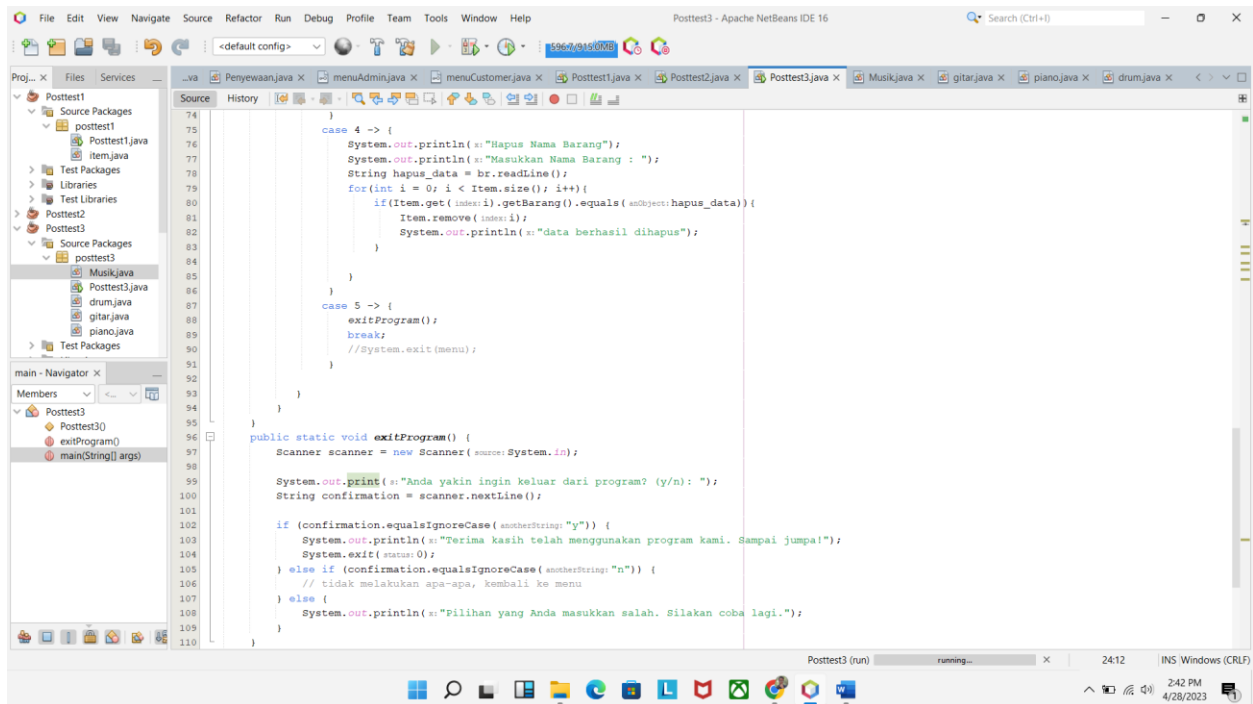 File Edit View Navigate Source Refactor Run Debug Profile Team Tools Window Help
Posttest3 - Apache NetBeans IDE 16
Search (Ctrl+I)
<default config>
596.7/915.0MB
Proj... × Files Services
...va Penyewaan.java × menuAdmin.java × menuCustomer.java × Posttest1.java × Posttest2.java × Posttest3.java × Musik.java × gitar.java × piano.java × drum.java ×
Posttest1
Source Packages
posttest1
Posttest1.java
item.java
Test Packages
Libraries
Test Libraries
Posttest2
Posttest3
Source Packages
posttest3
Musik.java
Posttest3.java
drum.java
gitar.java
piano.java
Test Packages
main - Navigator ×
Members
Posttest3
Posttest3()
exitProgram()
main(String[] args)
Source History
74 }
75 case 4 -> {
76 System.out.println( x: "Hapus Nama Barang");
77 System.out.println( x: "Masukkan Nama Barang : ");
78 String hapus_data = br.readLine();
79 for(int i = 0; i < Item.size(); i++){
80 if(Item.get( index: i).getBarang().equals( anObject: hapus_data)){
81 Item.remove( index: i);
82 System.out.println( x: "data berhasil dihapus");
83 }
84
85 }
86 }
87 case 5 -> {
88 exitProgram();
89 break;
90 //System.exit(menu);
91 }
92
93 }
94 }
95 }
96 public static void exitProgram() {
97 Scanner scanner = new Scanner( source: System.in);
98
99 System.out.print( s: "Anda yakin ingin keluar dari program? (y/n): ");
100 String confirmation = scanner.nextLine();
101
102 if (confirmation.equalsIgnoreCase( anotherString: "y")) {
103 System.out.println( x: "Terima kasih telah menggunakan program kami. Sampai jumpa!");
104 System.exit( status: 0);
105 } else if (confirmation.equalsIgnoreCase( anotherString: "n")) {
106 // tidak melakukan apa-apa, kembali ke menu
107 } else {
108 System.out.println( x: "Pilihan yang Anda masukkan salah. Silakan coba lagi.");
109 }
110 }
Posttest3 (run) running... × 24:12 INS Windows (CRLF)
2:42 PM
4/28/2023